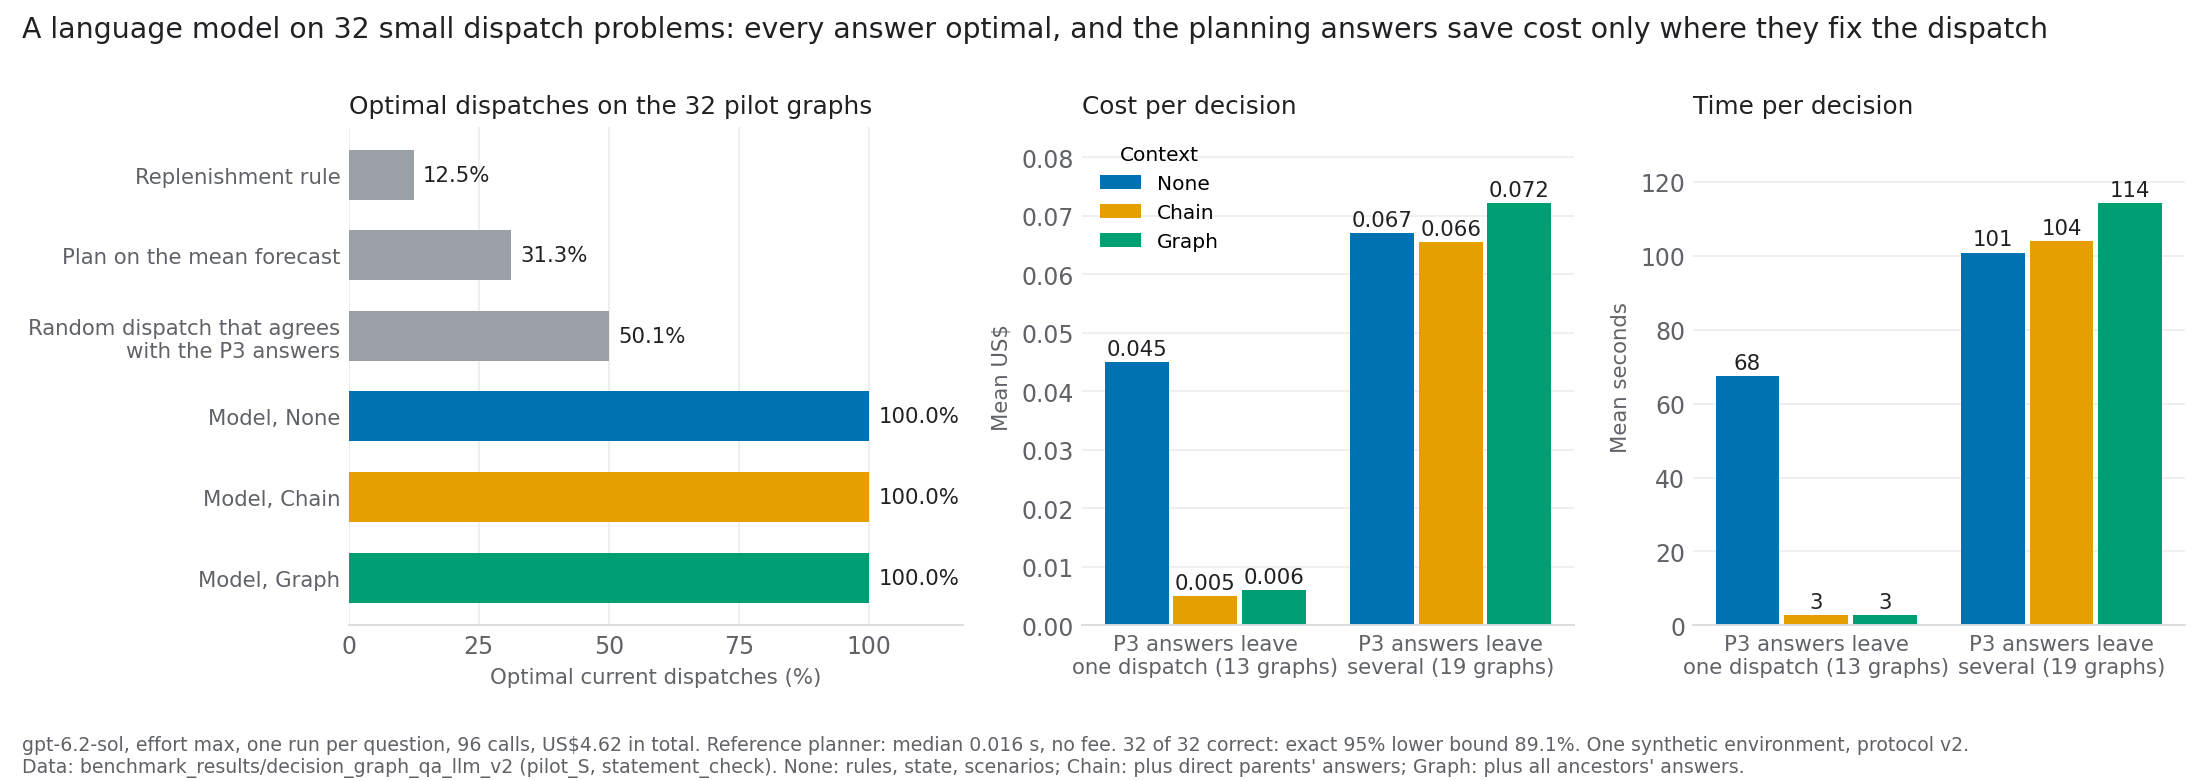 A language model on 32 small dispatch problems: every answer optimal, and the planning answers save cost only where they fix the dispatch
Optimal dispatches on the 32 pilot graphs
Replenishment rule
12.5%
Plan on the mean forecast
31.3%
Random dispatch that agrees
with the P3 answers
50.1%
Model, None
100.0%
Model, Chain
100.0%
Model, Graph
100.0%
0
25
50
75
100
Optimal current dispatches (%)
Cost per decision
Mean US$
0.08
0.07
0.06
0.05
0.04
0.03
0.02
0.01
0.00
Context
None
Chain
Graph
0.045
0.005
0.006
0.067
0.066
0.072
P3 answers leave
one dispatch (13 graphs)
P3 answers leave
several (19 graphs)
Time per decision
Mean seconds
120
100
80
60
40
20
0
68
3
3
101
104
114
P3 answers leave
one dispatch (13 graphs)
P3 answers leave
several (19 graphs)
gpt-6.2-sol, effort max, one run per question, 96 calls, US$4.62 in total. Reference planner: median 0.016 s, no fee. 32 of 32 correct: exact 95% lower bound 89.1%. One synthetic environment, protocol v2.
Data: benchmark_results/decision_graph_qa_llm_v2 (pilot_S, statement_check). None: rules, state, scenarios; Chain: plus direct parents' answers; Graph: plus all ancestors' answers.